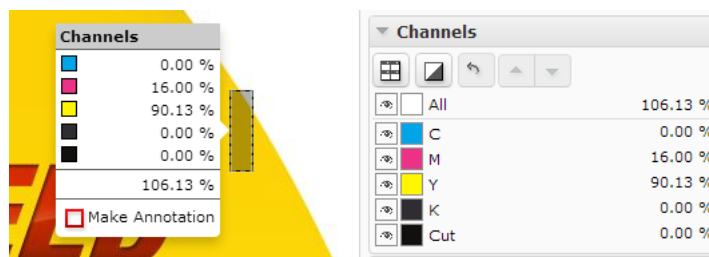 Channels
0.00 %
16.00 %
90.13 %
0.00 %
0.00 %
106.13 %
Make Annotation
Channels
All 106.13 %
C 0.00 %
M 16.00 %
Y 90.13 %
K 0.00 %
Cut 0.00 %